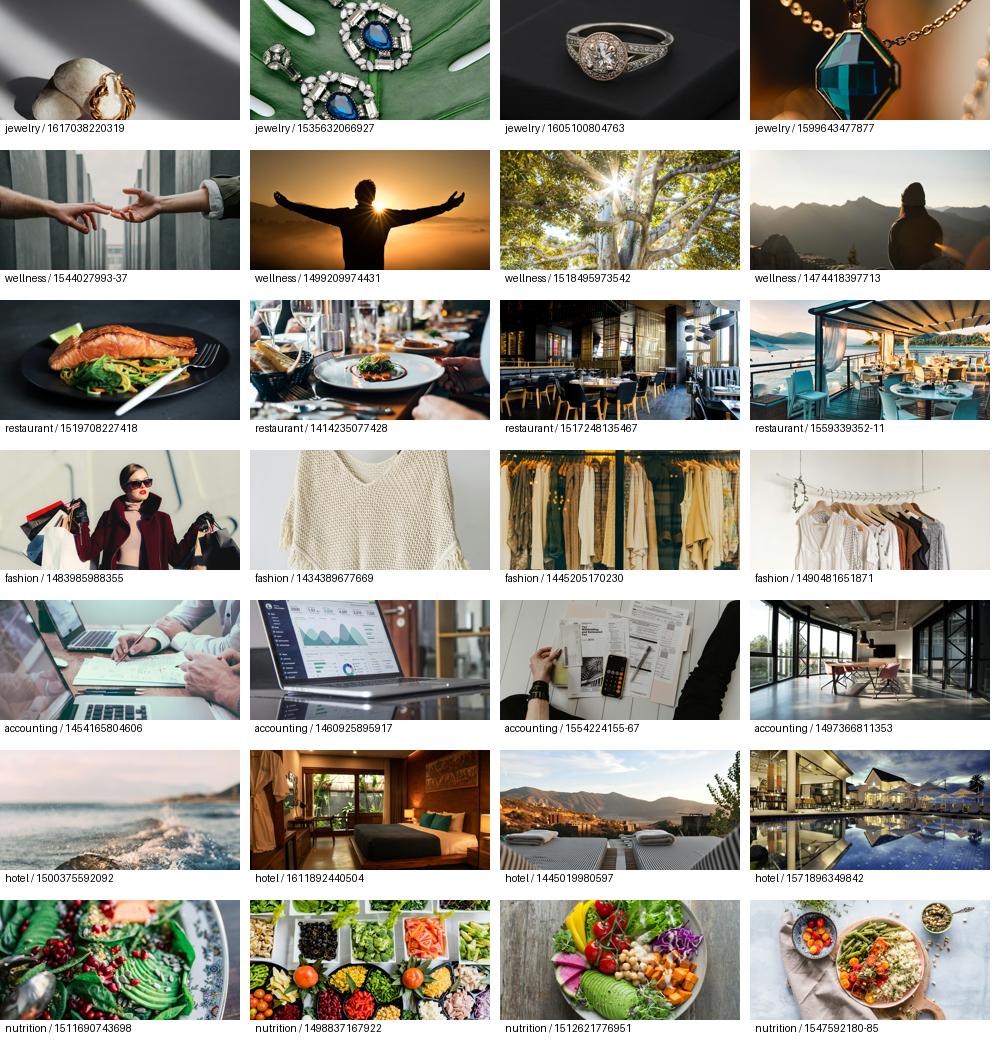 jewelry / 1617038220319
jewelry / 1535632066927
jewelry / 1605100804763
jewelry / 1599643477877
wellness / 1544027993-37
wellness / 1499209974431
wellness / 1518495973542
wellness / 1474418397713
restaurant / 1519708227418
restaurant / 1414235077428
restaurant / 1517248135467
restaurant / 1559339352-11
fashion / 1483985988355
fashion / 1434389677669
fashion / 1445205170230
fashion / 1490481651871
accounting / 1454165804606
accounting / 1460925895917
accounting / 1554224155-67
accounting / 1497366811353
hotel / 1500375592092
hotel / 1611892440504
hotel / 1445019980597
hotel / 1571896349842
nutrition / 1511690743698
nutrition / 1498837167922
nutrition / 1512621776951
nutrition / 1547592180-85